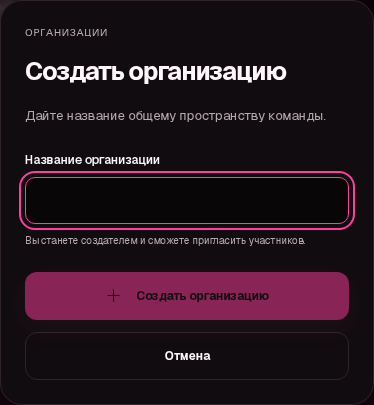 ОРГАНИЗАЦИИ
Создать организацию
Дайте название общему пространству команды.
Название организации
Вы станете создателем и сможете пригласить участников.
Создать организацию
Отмена